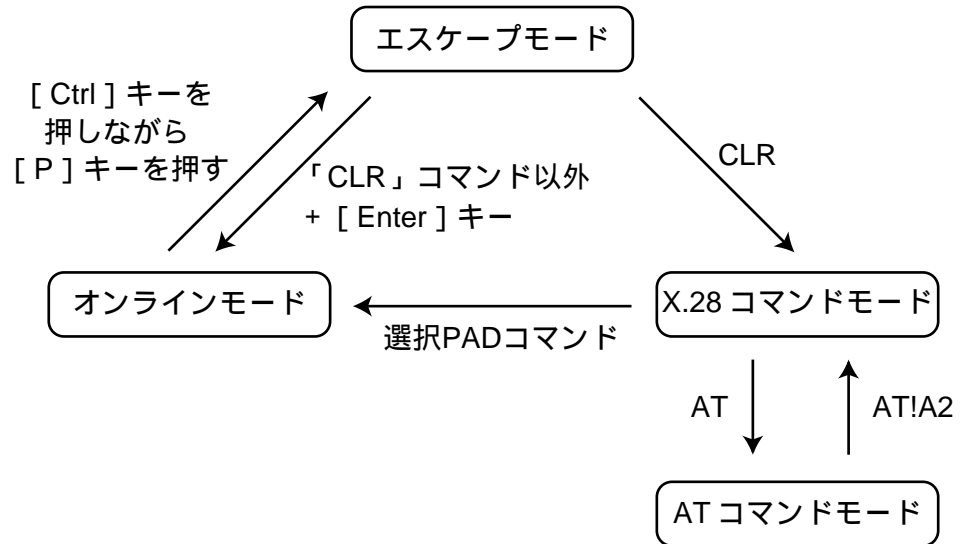 エスケープモード
［Ctrl］キーを
押しながら
［P］キーを押す
「CLR」コマンド以外
+［Enter］キー
CLR
オンラインモード
X.28 コマンドモード
選択PADコマンド
AT
AT!A2
AT コマンドモード